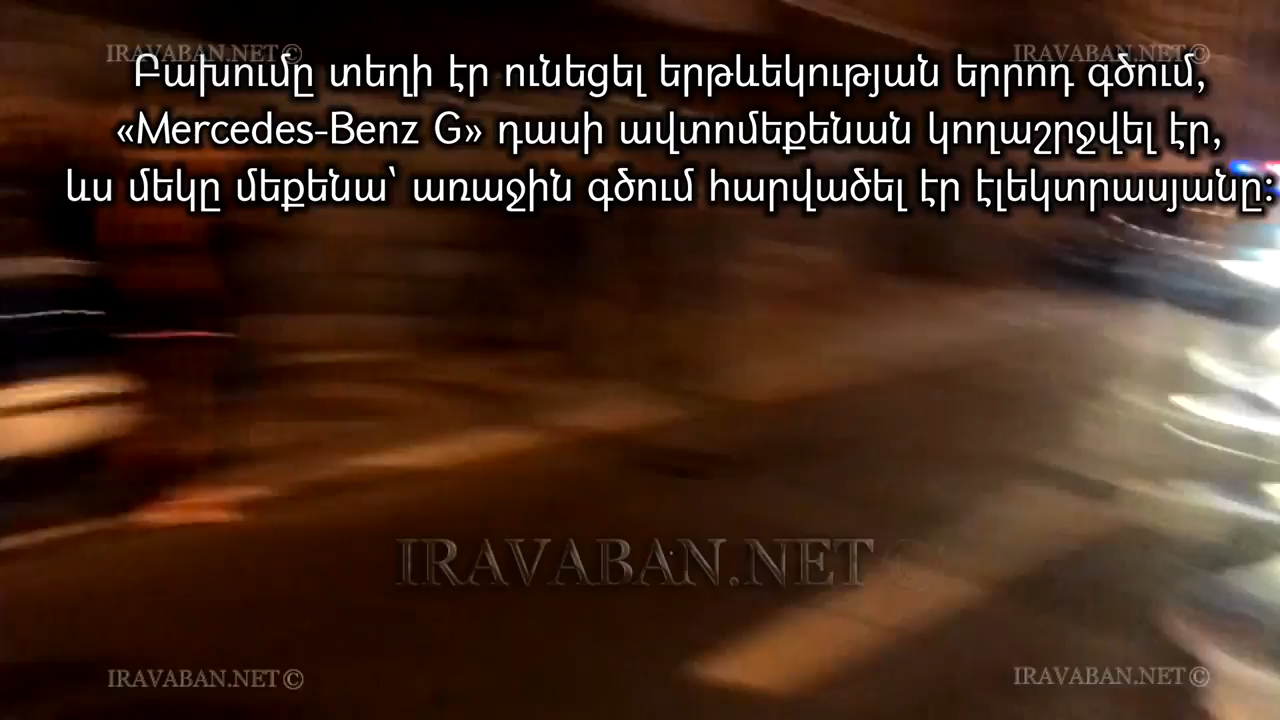 IRAVABAN.NET© IRAVABAN.NET©
Բախումը տեղի էր ունեցել երթևեկության երրոդ գծում,
«Mercedes-Benz G» դասի ավտոմեքենան կողաշրջվել էր,
ևս մեկը մեքենա՝ առաջին գծում հարվածել էր էլեկտրասյանը:
IRAVABAN.NET©
IRAVABAN.NET© IRAVABAN.NET©